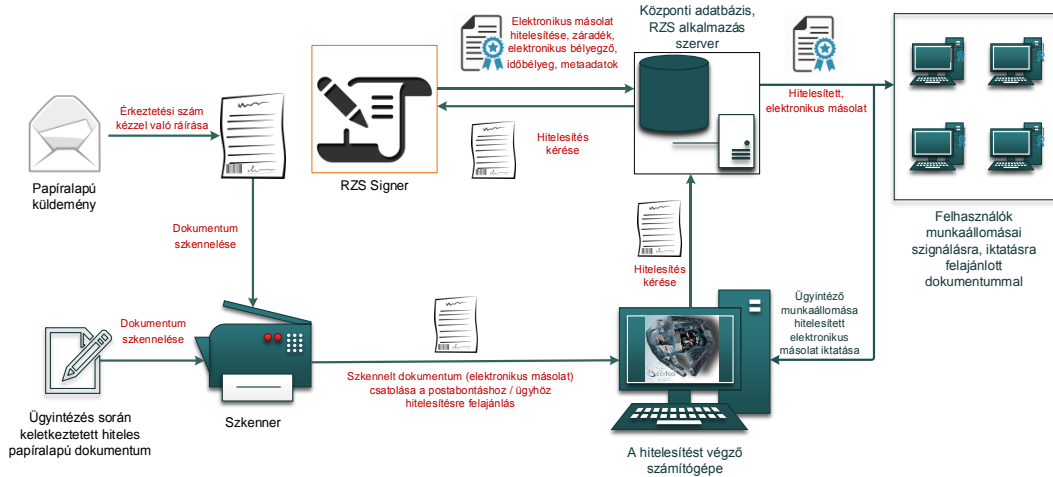 Elektronikus másolat
hitelesítése, záradék,
elektronikus bélyegző,
időbélyeg, metaadatok
Központi adatbázis,
RZS alkalmazás
szerver
Érkeztetési szám
kézzel való ráírása
Hitelesítés
kérése
Hitelesített,
elektronikus másolat
Papíralapú
küldemény
RZS Signer
Dokumentum
szkennelése
Hitelesítés
kérése
Felhasználók
munkaállomásai
szignálásra, iktatásra
felajánlott
dokumentummal
Dokumentum
szkennelése
Ügyintéző
munkaállomása
hitelesített
elektronikus
másolat iktatása
Szkennelt dokumentum (elektronikus másolat)
csatolása a postabontáshoz / ügyhöz
hitelesítésre felajánlás
Ügyintézés során
keletkeztetett hiteles
papíralapú dokumentum
Szkenner
A hitelesítést végző
számítógépe